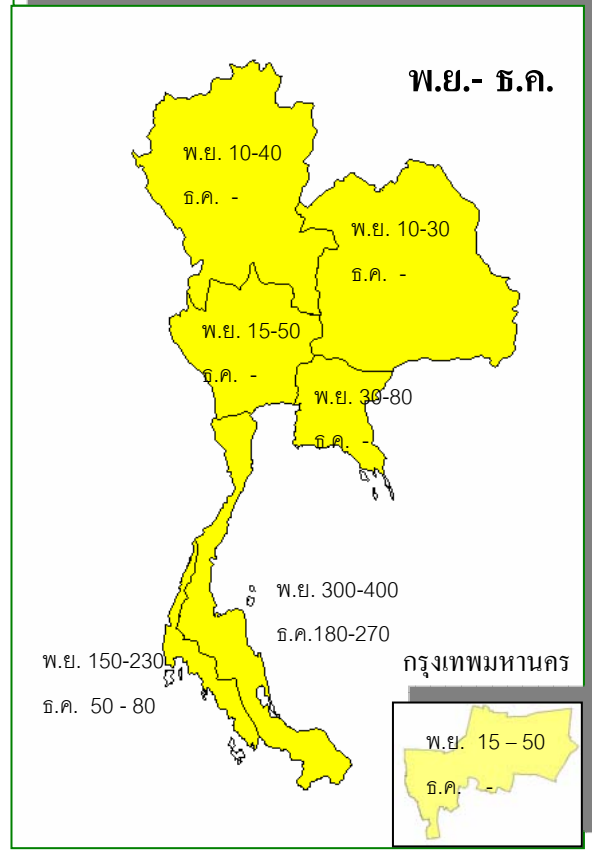 พ.ย.- ธ.ค.
พ.ย. 10-40
ธ.ค. -
พ.ย. 10-30
ธ.ค. -
พ.ย. 15-50
ธ.ค. -
พ.ย. 30-80
ธ.ค. -
พ.ย. 300-400
ธ.ค.180-270
พ.ย. 150-230
ธ.ค. 50 - 80
กรุงเทพมหานคร
พ.ย. 15 – 50
ธ.ค. -